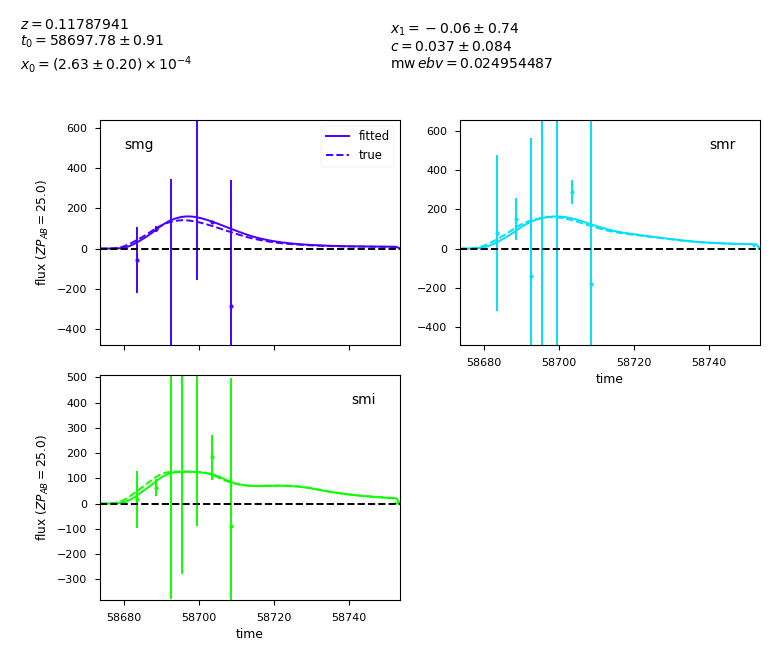 z = 0.11787941
t₀ = 58697.78 ± 0.91
x₀ = (2.63 ± 0.20) × 10⁻⁴
x₁ = −0.06 ± 0.74
c = 0.037 ± 0.084
mw ebv = 0.024954487
smg
fitted
true
600
400
200
0
−200
−400
flux (ZP_AB = 25.0)
smr
600
400
200
0
−200
−400
58680 58700 58720 58740
time
smi
500
400
300
200
100
0
−100
−200
−300
flux (ZP_AB = 25.0)
58680 58700 58720 58740
time